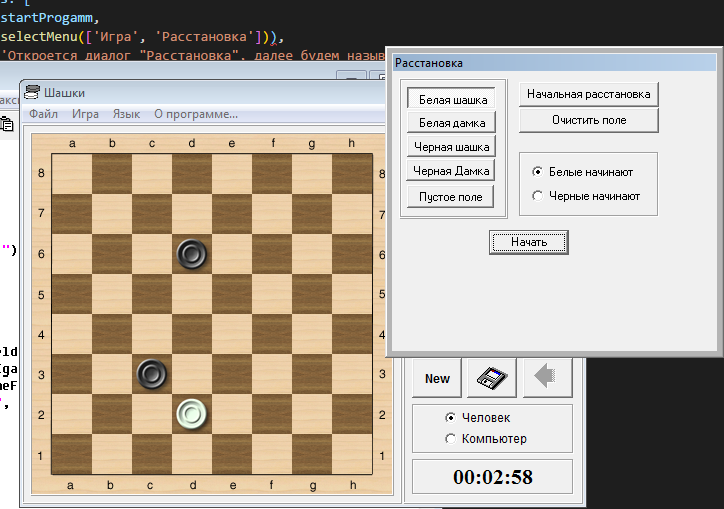 s: [
startProgamm,
selectMenu(['Игра', 'Расстановка'])),
'Откроется диалог "Расстановка", далее будем назыв
Расстановка
Шашки
Файл Игра Язык О программе...
Белая шашка
Белая дамка
Черная шашка
Черная Дамка
Пустое поле
Начальная расстановка
Очистить поле
Белые начинают
Черные начинают
Начать
a b c d e f g h
8 8
7 7
6 6
5 5
4 4
3 3
2 2
1 1
a b c d e f g h
New
Человек
Компьютер
00:02:58
")
eld
",